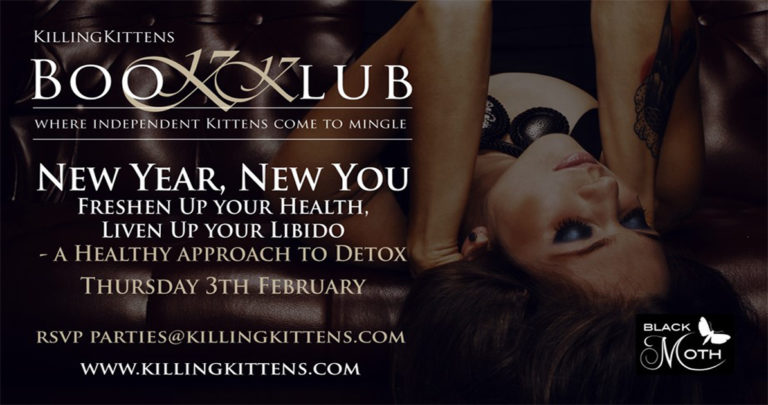 KillingKittens
BooKKlub
where independent Kittens come to mingle
New Year, New You
Freshen Up your Health,
Liven Up your Libido
- a Healthy approach to Detox
Thursday 3th February
RSVP parties@killingkittens.com
www.killingkittens.com
Black
Moth